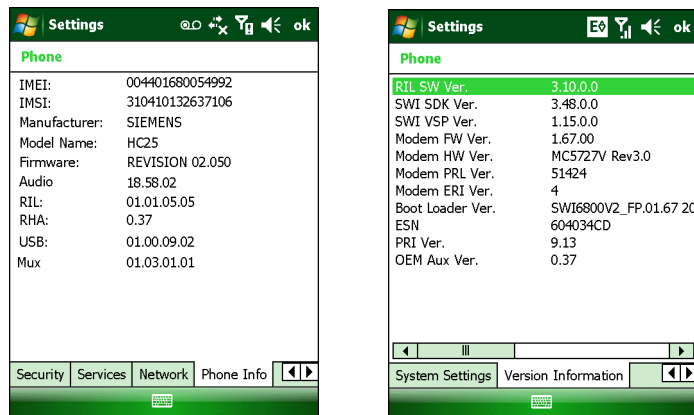 Settings
ok
Phone
IMEI: 004401680054992
IMSI: 310410132637106
Manufacturer: SIEMENS
Model Name: HC25
Firmware: REVISION 02.050
Audio 18.58.02
RIL: 01.01.05.05
RHA: 0.37
USB: 01.00.09.02
Mux 01.03.01.01
Security Services Network Phone Info
Settings
E
ok
Phone
RIL SW Ver. 3.10.0.0
SWI SDK Ver. 3.48.0.0
SWI VSP Ver. 1.15.0.0
Modem FW Ver. 1.67.00
Modem HW Ver. MC5727V Rev3.0
Modem PRL Ver. 51424
Modem ERI Ver. 4
Boot Loader Ver. SWI6800V2_FP.01.67 20
ESN 604034CD
PRI Ver. 9.13
OEM Aux Ver. 0.37
System Settings Version Information